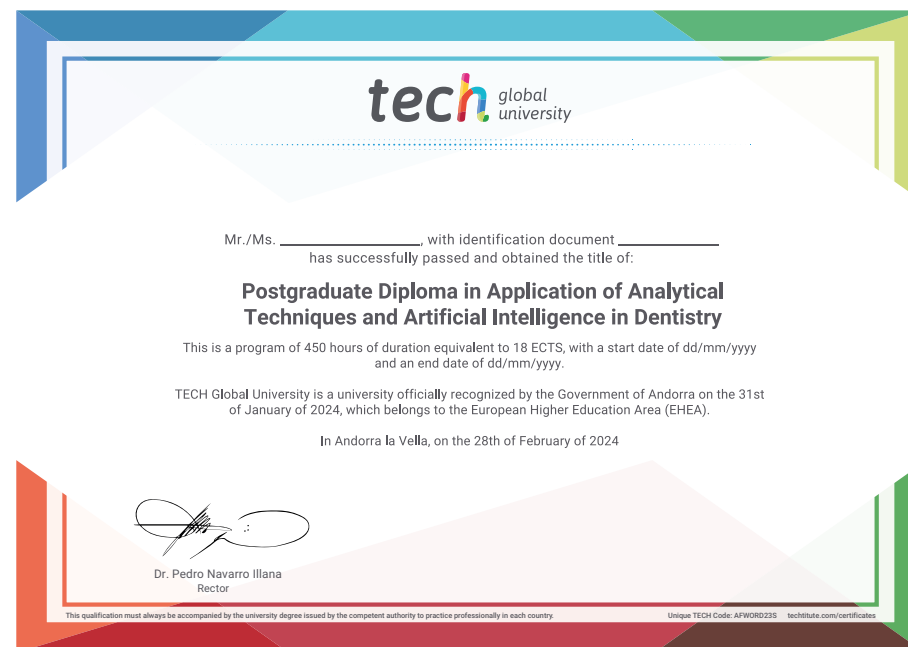 tech global university
Mr./Ms. ____________________, with identification document ______________
has successfully passed and obtained the title of:
Postgraduate Diploma in Application of Analytical
Techniques and Artificial Intelligence in Dentistry
This is a program of 450 hours of duration equivalent to 18 ECTS, with a start date of dd/mm/yyyy
and an end date of dd/mm/yyyy.
TECH Global University is a university officially recognized by the Government of Andorra on the 31st
of January of 2024, which belongs to the European Higher Education Area (EHEA).
In Andorra la Vella, on the 28th of February of 2024
Dr. Pedro Navarro Illana
Rector
This qualification must always be accompanied by the university degree issued by the competent authority to practice professionally in each country.
Unique TECH Code: AFWORD23S techtitute.com/certificates